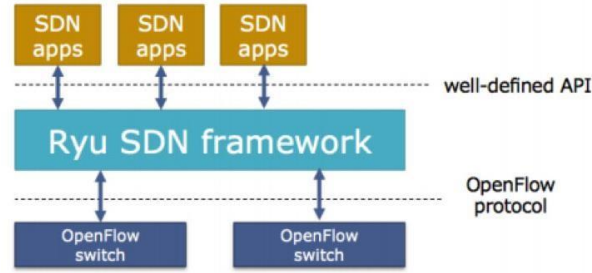 SDN
apps
SDN
apps
SDN
apps
well-defined API
Ryu SDN framework
OpenFlow
protocol
OpenFlow
switch
OpenFlow
switch